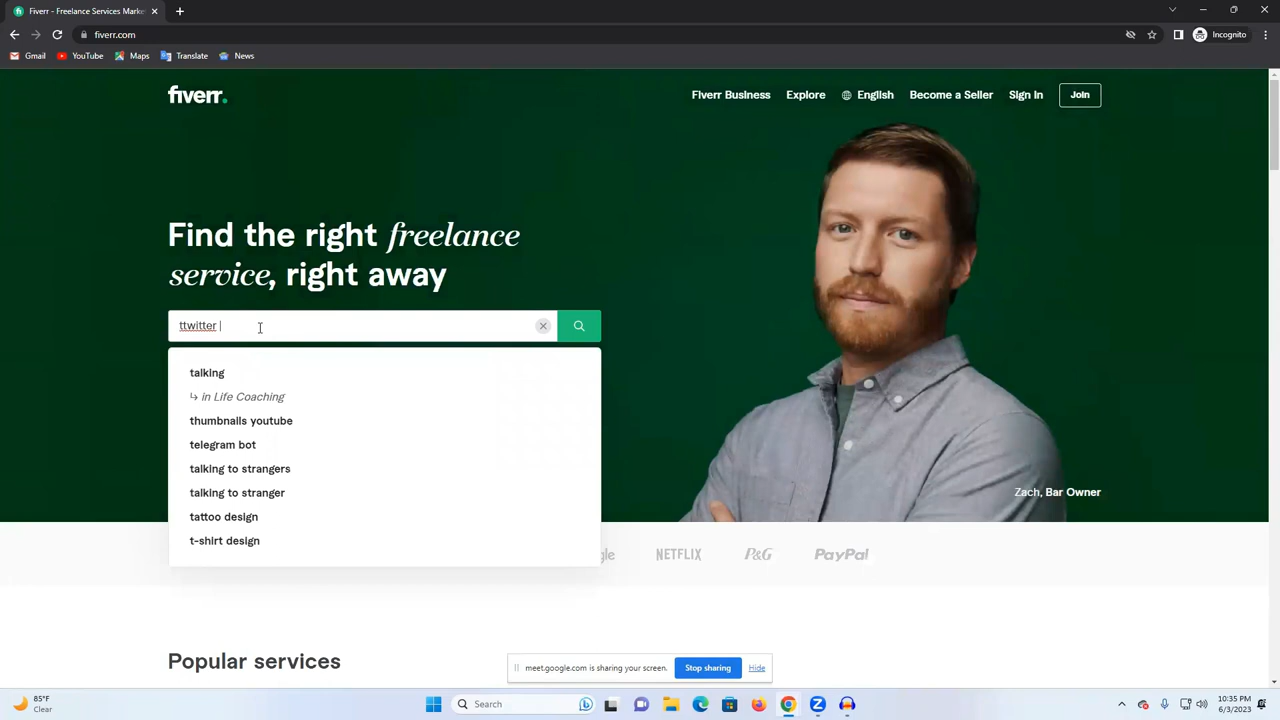 Fiverr - Freelance Services Marke
fiverr.com
Incognito
Gmail
YouTube
Maps
Translate
News
fiverr.
Fiverr Business
Explore
English
Become a Seller
Sign In
Join
Find the right freelance
service, right away
ttwitter
talking
in Life Coaching
thumbnails youtube
telegram bot
talking to strangers
talking to stranger
tattoo design
t-shirt design
Zach, Bar Owner
NETFLIX
P&G
PayPal
Popular services
meet.google.com is sharing your screen.
Stop sharing
Hide
85°F
Clear
Search
10:35 PM
6/3/2023